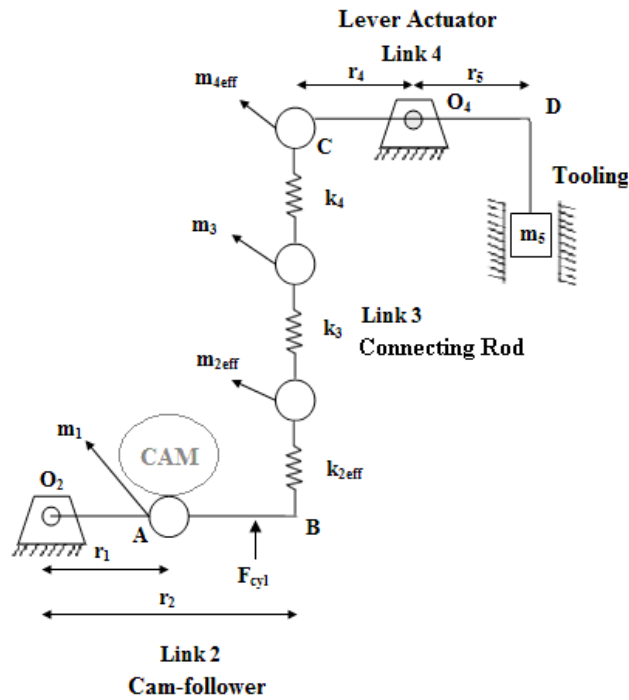 Lever Actuator
Link 4
r4
r5
m4eff
O4
D
C
Tooling
k4
m3
m5
k3
Link 3
Connecting Rod
m2eff
m1
CAM
k2eff
O2
A
B
r1
Fcyl
r2
Link 2
Cam-follower